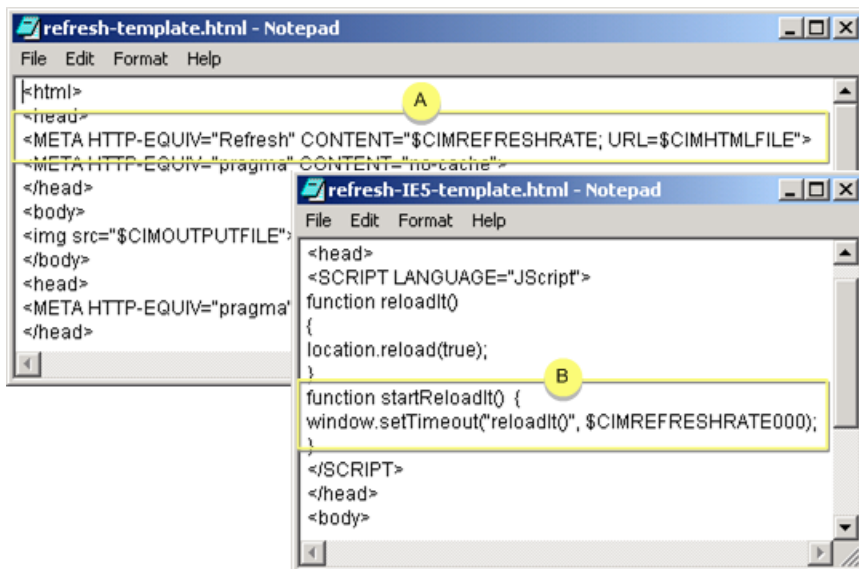 refresh-template.html - Notepad
File Edit Format Help
<html>
A
<head>
<META HTTP-EQUIV="Refresh" CONTENT="$CIMREFRESHRATE; URL=$CIMHTMLFILE">
<META HTTP-EQUIV="pragma" CONTENT="no-cache">
</head>
<body>
<img src="$CIMOUTPUTFILE">
</body>
<head>
<META HTTP-EQUIV="pragma"
</head>
refresh-IE5-template.html - Notepad
File Edit Format Help
<head>
<SCRIPT LANGUAGE="JScript">
function reloadIt()
{
location.reload(true);
}
B
function startReloadIt() {
window.setTimeout("reloadIt()", $CIMREFRESHRATE000);
}
</SCRIPT>
</head>
<body>